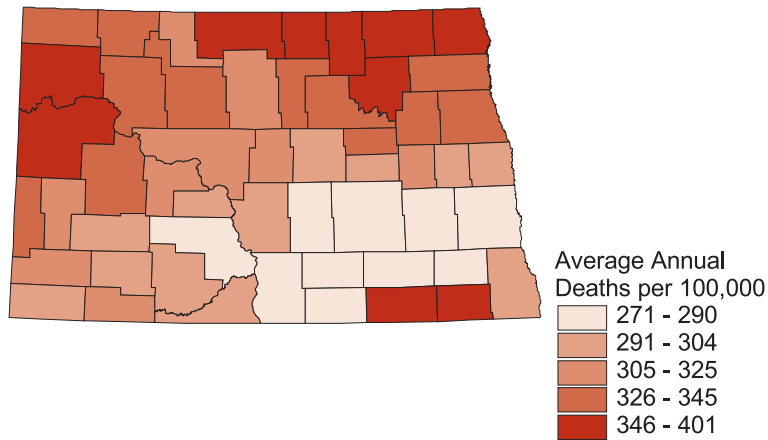 Average Annual
Deaths per 100,000
271 - 290
291 - 304
305 - 325
326 - 345
346 - 401